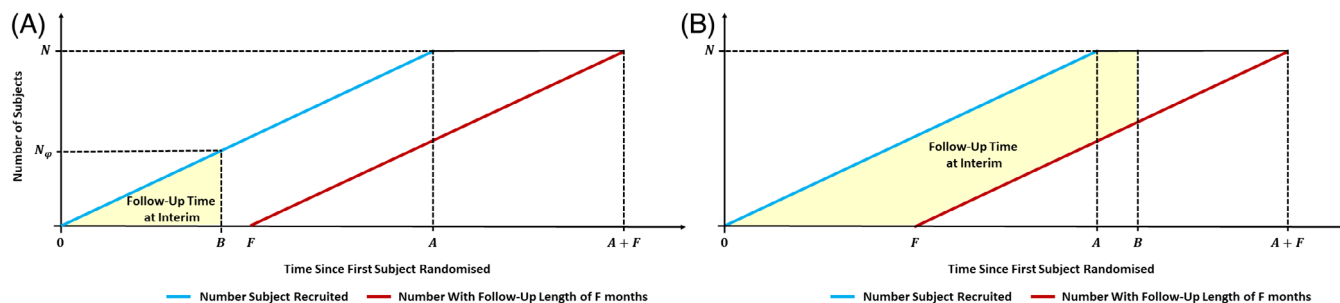 (A)
Number of Subjects
N
Nφ
Follow-Up Time
at Interim
0 B F A A + F
Time Since First Subject Randomised
Number Subject Recruited Number With Follow-Up Length of F months
(B)
N
Follow-Up Time
at Interim
0 F A B A + F
Time Since First Subject Randomised
Number Subject Recruited Number With Follow-Up Length of F months